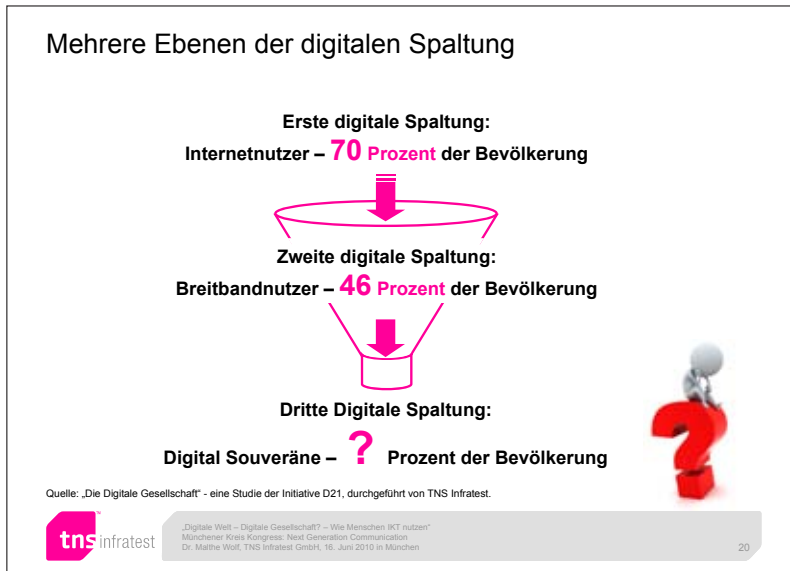 Mehrere Ebenen der digitalen Spaltung
Erste digitale Spaltung:
Internetnutzer – 70 Prozent der Bevölkerung
Zweite digitale Spaltung:
Breitbandnutzer – 46 Prozent der Bevölkerung
Dritte Digitale Spaltung:
Digital Souveräne – ? Prozent der Bevölkerung
Quelle: „Die Digitale Gesellschaft“ - eine Studie der Initiative D21, durchgeführt von TNS Infratest.
tns infratest
„Digitale Welt – Digitale Gesellschaft? – Wie Menschen IKT nutzen“
Münchener Kreis Kongress: Next Generation Communication
Dr. Malthe Wolf, TNS Infratest GmbH, 16. Juni 2010 in München
20